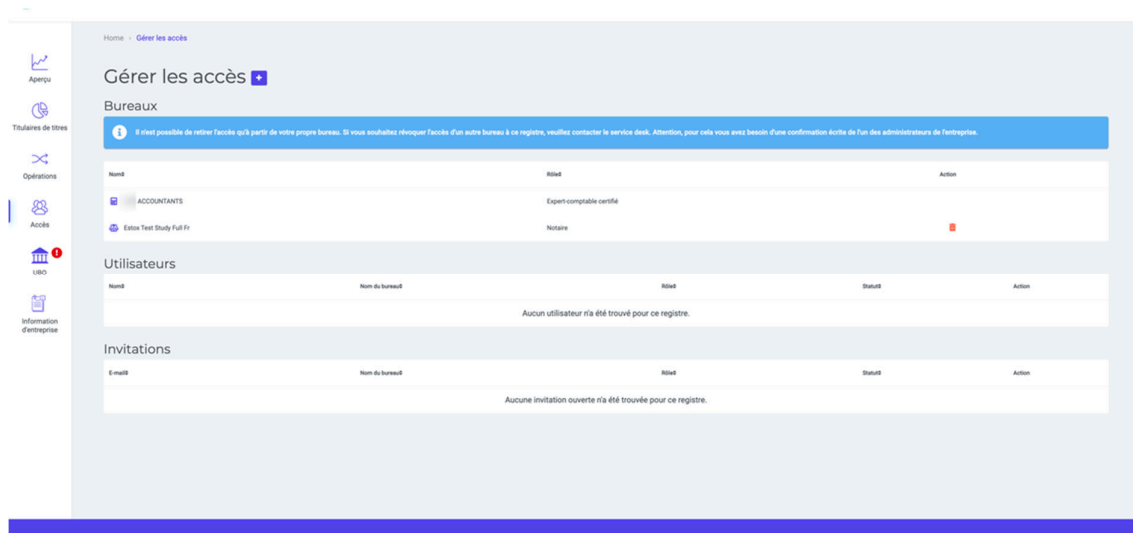 Home › Gérer les accès
Aperçu
Titulaires de titres
Opérations
Accès
UBO
Information
d'entreprise
Gérer les accès +
Bureaux
Il n'est possible de retirer l'accès qu'à partir de votre propre bureau. Si vous souhaitez révoquer l'accès d'un autre bureau à ce registre, veuillez contacter le service desk. Attention, pour cela vous avez besoin d'une confirmation écrite de l'un des administrateurs de l'entreprise.
Nom Rôle Action
ACCOUNTANTS Expert-comptable certifié
Estox Test Study Full Fr Notaire
Utilisateurs
Nom Nom du bureau Rôle Statut Action
Aucun utilisateur n'a été trouvé pour ce registre.
Invitations
E-mail Nom du bureau Rôle Statut Action
Aucune invitation ouverte n'a été trouvée pour ce registre.